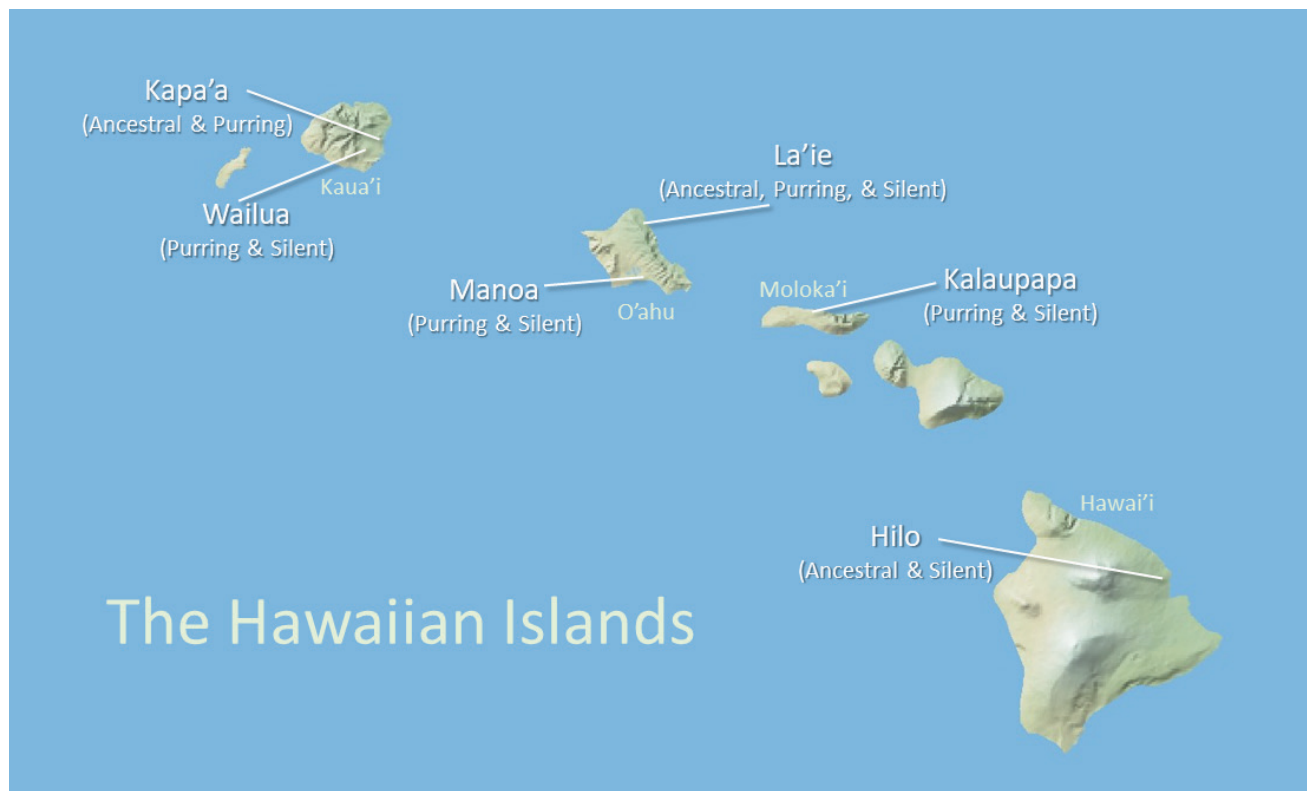 Kapa’a
(Ancestral & Purring)
Kaua’i
Wailua
(Purring & Silent)
La’ie
(Ancestral, Purring, & Silent)
Manoa
(Purring & Silent)
O’ahu
Moloka’i
Kalaupapa
(Purring & Silent)
Hawai’i
Hilo
(Ancestral & Silent)
The Hawaiian Islands